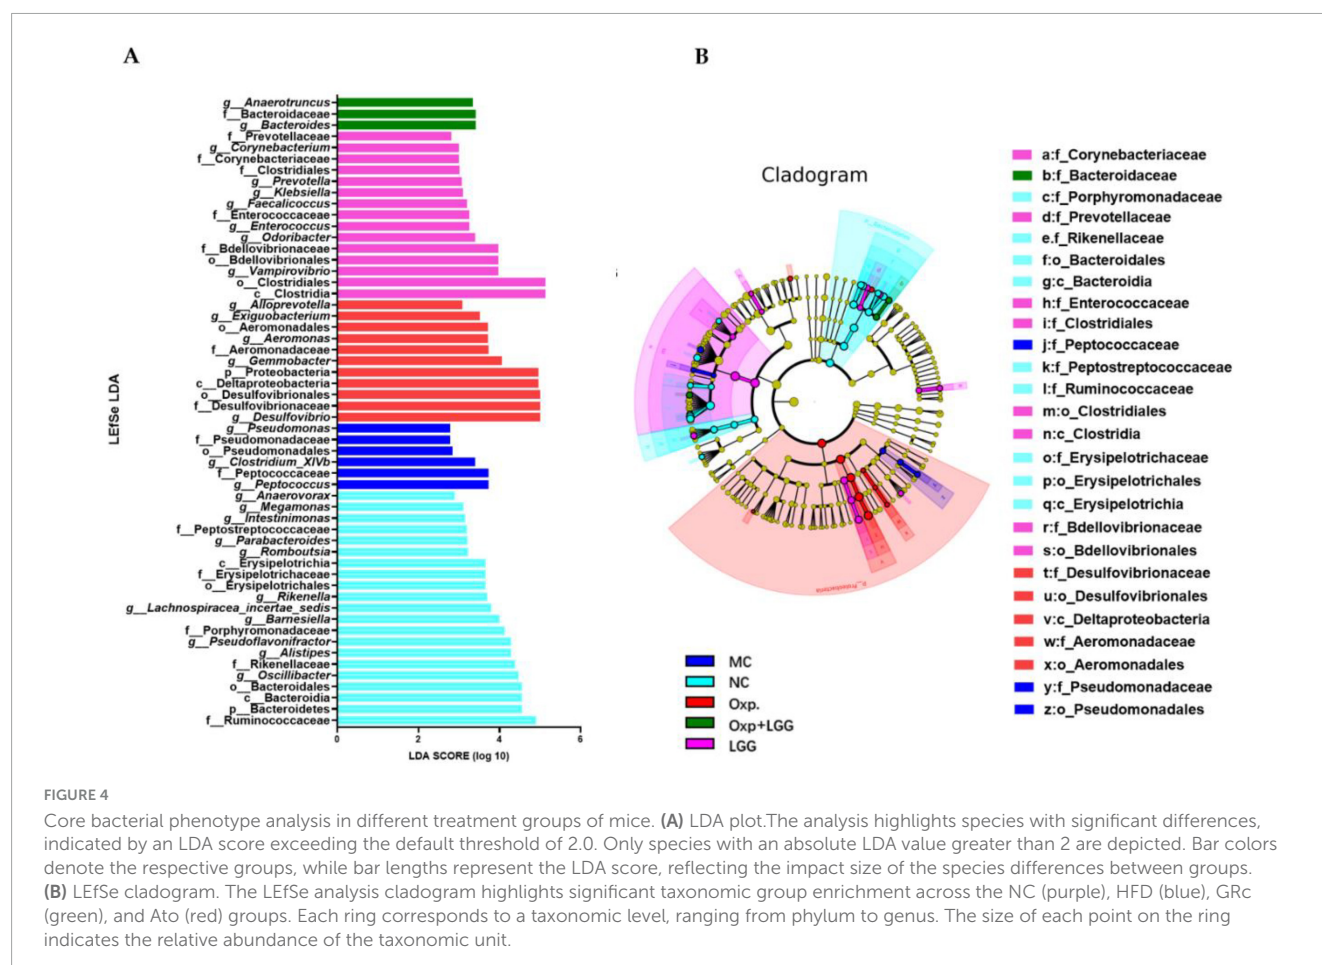 A
B
g__Anaerotruncus
f__Bacteroidaceae
g__Bacteroides
f__Prevotellaceae
g__Corynebacterium
f__Corynebacteriaceae
f__Clostridiales
g__Prevotella
g__Klebsiella
g__Faecalicoccus
f__Enterococcaceae
g__Enterococcus
g__Odoribacter
f__Bdellovibrionaceae
o__Bdellovibrionales
g__Vampirovibrio
o__Clostridiales
c__Clostridia
g__Alloprevotella
g__Exiguobacterium
o__Aeromonadales
g__Aeromonas
f__Aeromonadaceae
g__Gemmobacter
p__Proteobacteria
c__Deltaproteobacteria
o__Desulfovibrionales
f__Desulfovibrionaceae
g__Desulfovibrio
g__Pseudomonas
f__Pseudomonadaceae
o__Pseudomonadales
g__Clostridium_XIVb
f__Peptococcaceae
g__Peptococcus
g__Anaerovorax
g__Megamonas
g__Intestinimonas
f__Peptostreptococcaceae
g__Parabacteroides
g__Romboutsia
c__Erysipelotrichia
f__Erysipelotrichaceae
o__Erysipelotrichales
g__Rikenella
g__Lachnospiracea_incertae_sedis
g__Barnesiella
f__Porphyromonadaceae
g__Pseudoflavonifractor
g__Alistipes
f__Rikenellaceae
g__Oscillibacter
o__Bacteroidales
c__Bacteroidia
p__Bacteroidetes
f__Ruminococcaceae
LEfSe LDA
0 2 4 6
LDA SCORE (log 10)
Cladogram
p__Proteobacteria
MC
NC
Oxp.
Oxp+LGG
LGG
a:f_Corynebacteriaceae
b:f_Bacteroidaceae
c:f_Porphyromonadaceae
d:f_Prevotellaceae
e.f_Rikenellaceae
f:o_Bacteroidales
g:c_Bacteroidia
h:f_Enterococcaceae
i:f_Clostridiales
j:f_Peptococcaceae
k:f_Peptostreptococcaceae
l:f_Ruminococcaceae
m:o_Clostridiales
n:c_Clostridia
o:f_Erysipelotrichaceae
p:o_Erysipelotrichales
q:c_Erysipelotrichia
r:f_Bdellovibrionaceae
s:o_Bdellovibrionales
t:f_Desulfovibrionaceae
u:o_Desulfovibrionales
v:c_Deltaproteobacteria
w:f_Aeromonadaceae
x:o_Aeromonadales
y:f_Pseudomonadaceae
z:o_Pseudomonadales
FIGURE 4
Core bacterial phenotype analysis in different treatment groups of mice. (A) LDA plot.The analysis highlights species with significant differences,
indicated by an LDA score exceeding the default threshold of 2.0. Only species with an absolute LDA value greater than 2 are depicted. Bar colors
denote the respective groups, while bar lengths represent the LDA score, reflecting the impact size of the species differences between groups.
(B) LEfSe cladogram. The LEfSe analysis cladogram highlights significant taxonomic group enrichment across the NC (purple), HFD (blue), GRc
(green), and Ato (red) groups. Each ring corresponds to a taxonomic level, ranging from phylum to genus. The size of each point on the ring
indicates the relative abundance of the taxonomic unit.